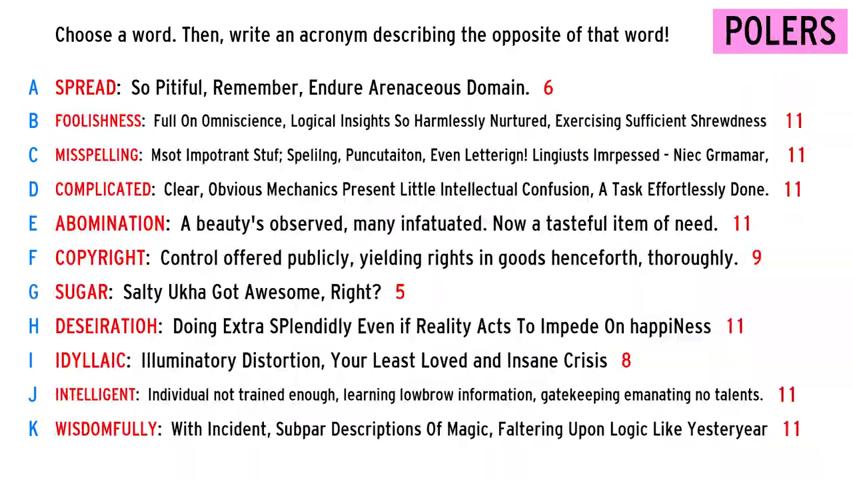 Choose a word. Then, write an acronym describing the opposite of that word!
POLERS
A SPREAD: So Pitiful, Remember, Endure Arenaceous Domain. 6
B FOOLISHNESS: Full On Omniscience, Logical Insights So Harmlessly Nurtured, Exercising Sufficient Shrewdness 11
C MISSPELLING: Msot Impotrant Stuf; Spelilng, Puncutaiton, Even Letterign! Lingiusts Imrpessed - Niec Grmamar, 11
D COMPLICATED: Clear, Obvious Mechanics Present Little Intellectual Confusion, A Task Effortlessly Done. 11
E ABOMINATION: A beauty's observed, many infatuated. Now a tasteful item of need. 11
F COPYRIGHT: Control offered publicly, yielding rights in goods henceforth, thoroughly. 9
G SUGAR: Salty Ukha Got Awesome, Right? 5
H DESEIRATIOH: Doing Extra SPlendidly Even if Reality Acts To Impede On happiNess 11
I IDYLLAIC: Illuminatory Distortion, Your Least Loved and Insane Crisis 8
J INTELLIGENT: Individual not trained enough, learning lowbrow information, gatekeeping emanating no talents. 11
K WISDOMFULLY: With Incident, Subpar Descriptions Of Magic, Faltering Upon Logic Like Yesteryear 11